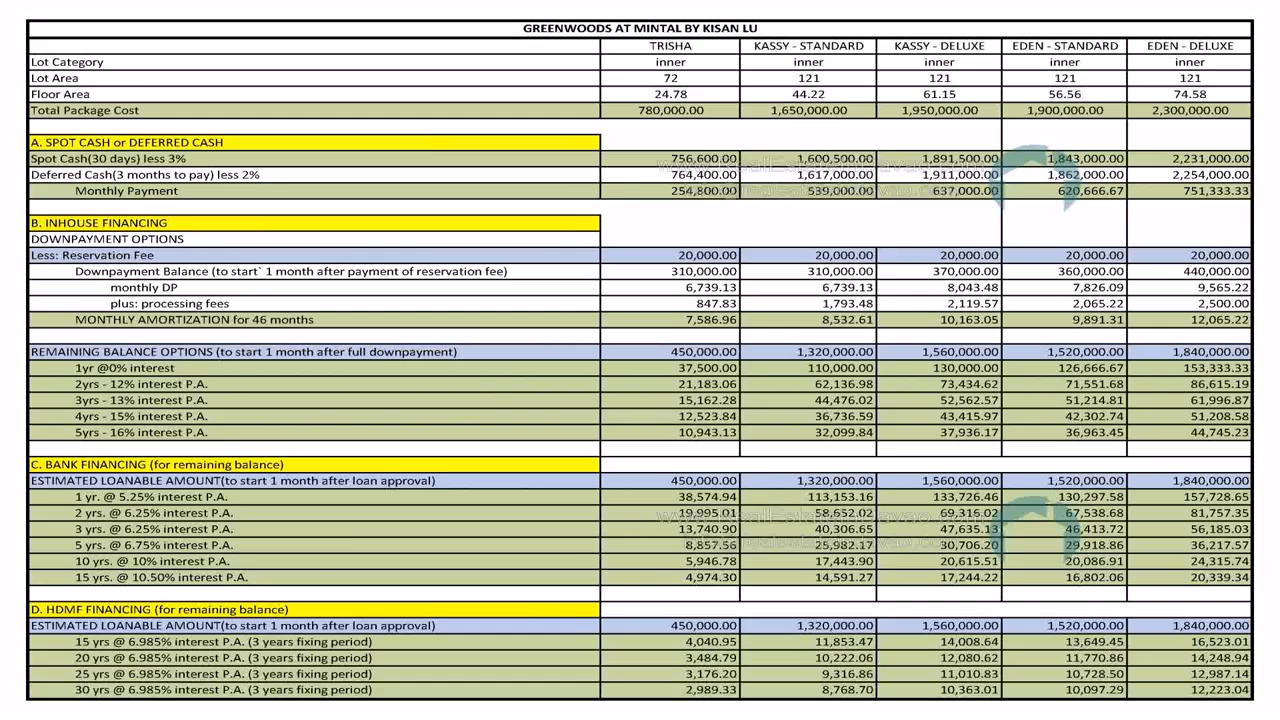 GREENWOODS AT MINTAL BY KISAN LU
TRISHA KASSY - STANDARD KASSY - DELUXE EDEN - STANDARD EDEN - DELUXE
Lot Category inner inner inner inner inner
Lot Area 72 121 121 121 121
Floor Area 24.78 44.22 61.15 56.56 74.58
Total Package Cost 780,000.00 1,650,000.00 1,950,000.00 1,900,000.00 2,300,000.00
A. SPOT CASH or DEFERRED CASH
Spot Cash(30 days) less 3% 756,600.00 1,600,500.00 1,891,500.00 1,843,000.00 2,231,000.00
Deferred Cash(3 months to pay) less 2% 764,400.00 1,617,000.00 1,911,000.00 1,862,000.00 2,254,000.00
Monthly Payment 254,800.00 539,000.00 637,000.00 620,666.67 751,333.33
B. INHOUSE FINANCING
DOWNPAYMENT OPTIONS
Less: Reservation Fee 20,000.00 20,000.00 20,000.00 20,000.00 20,000.00
Downpayment Balance (to start` 1 month after payment of reservation fee) 310,000.00 310,000.00 370,000.00 360,000.00 440,000.00
monthly DP 6,739.13 6,739.13 8,043.48 7,826.09 9,565.22
plus: processing fees 847.83 1,793.48 2,119.57 2,065.22 2,500.00
MONTHLY AMORTIZATION for 46 months 7,586.96 8,532.61 10,163.05 9,891.31 12,065.22
REMAINING BALANCE OPTIONS (to start 1 month after full downpayment) 450,000.00 1,320,000.00 1,560,000.00 1,520,000.00 1,840,000.00
1yr @0% interest 37,500.00 110,000.00 130,000.00 126,666.67 153,333.33
2yrs - 12% interest P.A. 21,183.06 62,136.98 73,434.62 71,551.68 86,615.19
3yrs - 13% interest P.A. 15,162.28 44,476.02 52,562.57 51,214.81 61,996.87
4yrs - 15% interest P.A. 12,523.84 36,736.59 43,415.97 42,302.74 51,208.58
5yrs - 16% interest P.A. 10,943.13 32,099.84 37,936.17 36,963.45 44,745.23
C. BANK FINANCING (for remaining balance)
ESTIMATED LOANABLE AMOUNT(to start 1 month after loan approval) 450,000.00 1,320,000.00 1,560,000.00 1,520,000.00 1,840,000.00
1 yr. @ 5.25% interest P.A. 38,574.94 113,153.16 133,726.46 130,297.58 157,728.65
2 yrs. @ 6.25% interest P.A. 19,995.01 58,652.02 69,316.02 67,538.68 81,757.35
3 yrs. @ 6.25% interest P.A. 13,740.90 40,306.65 47,635.13 46,413.72 56,185.03
5 yrs. @ 6.75% interest P.A. 8,857.56 25,982.17 30,706.20 29,918.86 36,217.57
10 yrs. @ 10% interest P.A. 5,946.78 17,443.90 20,615.51 20,086.91 24,315.74
15 yrs. @ 10.50% interest P.A. 4,974.30 14,591.27 17,244.22 16,802.06 20,339.34
D. HDMF FINANCING (for remaining balance)
ESTIMATED LOANABLE AMOUNT(to start 1 month after loan approval) 450,000.00 1,320,000.00 1,560,000.00 1,520,000.00 1,840,000.00
15 yrs @ 6.985% interest P.A. (3 years fixing period) 4,040.95 11,853.47 14,008.64 13,649.45 16,523.01
20 yrs @ 6.985% interest P.A. (3 years fixing period) 3,484.79 10,222.06 12,080.62 11,770.86 14,248.94
25 yrs @ 6.985% interest P.A. (3 years fixing period) 3,176.20 9,316.86 11,010.83 10,728.50 12,987.14
30 yrs @ 6.985% interest P.A. (3 years fixing period) 2,989.33 8,768.70 10,363.01 10,097.29 12,223.04